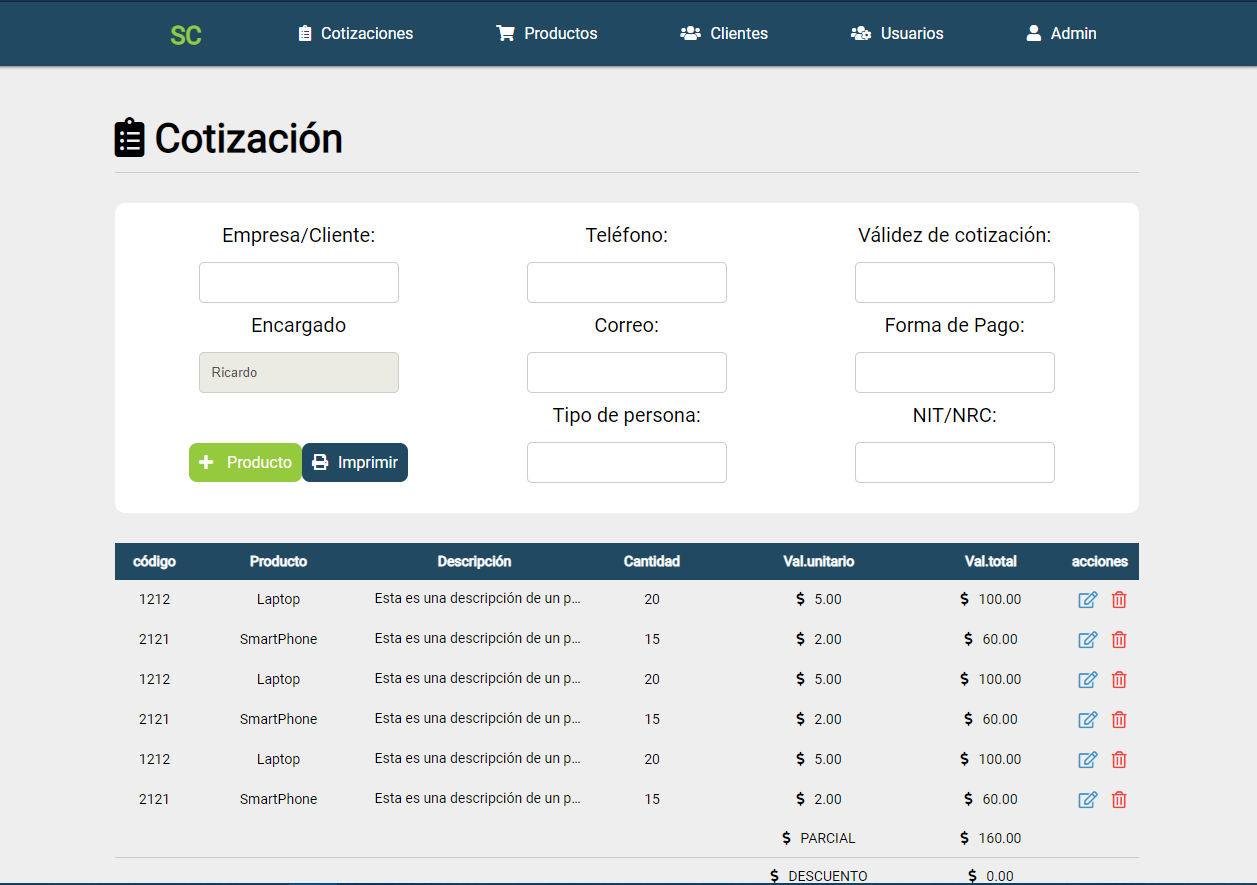 SC Cotizaciones Productos Clientes Usuarios Admin
Cotización
Empresa/Cliente: Teléfono: Válidez de cotización:
Encargado Correo: Forma de Pago:
Ricardo
Tipo de persona: NIT/NRC:
Producto Imprimir
código Producto Descripción Cantidad Val.unitario Val.total acciones
1212 Laptop Esta es una descripción de un p... 20 $ 5.00 $ 100.00
2121 SmartPhone Esta es una descripción de un p... 15 $ 2.00 $ 60.00
1212 Laptop Esta es una descripción de un p... 20 $ 5.00 $ 100.00
2121 SmartPhone Esta es una descripción de un p... 15 $ 2.00 $ 60.00
1212 Laptop Esta es una descripción de un p... 20 $ 5.00 $ 100.00
2121 SmartPhone Esta es una descripción de un p... 15 $ 2.00 $ 60.00
$ PARCIAL $ 160.00
$ DESCUENTO $ 0.00